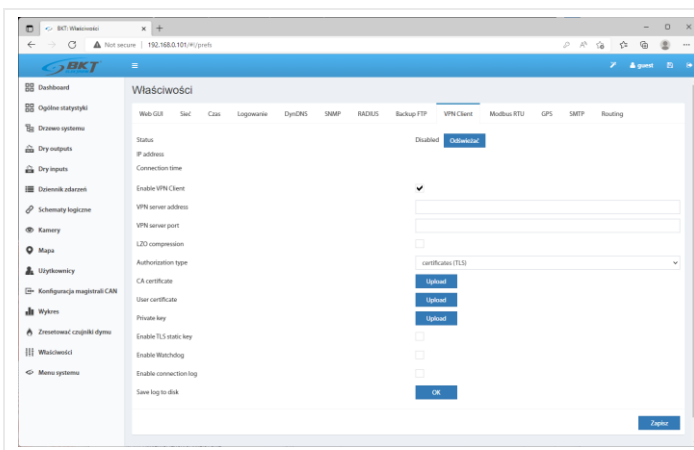 BKT: Właściwości
Not secure 192.168.0.101/#!/prefs
BKT
guest
Dashboard
Ogólne statystyki
Drzewo systemu
Dry outputs
Dry inputs
Dziennik zdarzeń
Schematy logiczne
Kamery
Mapa
Użytkownicy
Konfiguracja magistrali CAN
Wykres
Zresetować czujniki dymu
Właściwości
Menu systemu
Właściwości
Web GUI Sieć Czas Logowanie DynDNS SNMP RADIUS Backup FTP VPN Client Modbus RTU GPS SMTP Routing
Status Disabled Odświeżać
IP address
Connection time
Enable VPN Client
VPN server address
VPN server port
LZO compression
Authorization type certificates (TLS)
CA certificate Upload
User certificate Upload
Private key Upload
Enable TLS static key
Enable Watchdog
Enable connection log
Save log to disk OK
Zapisz